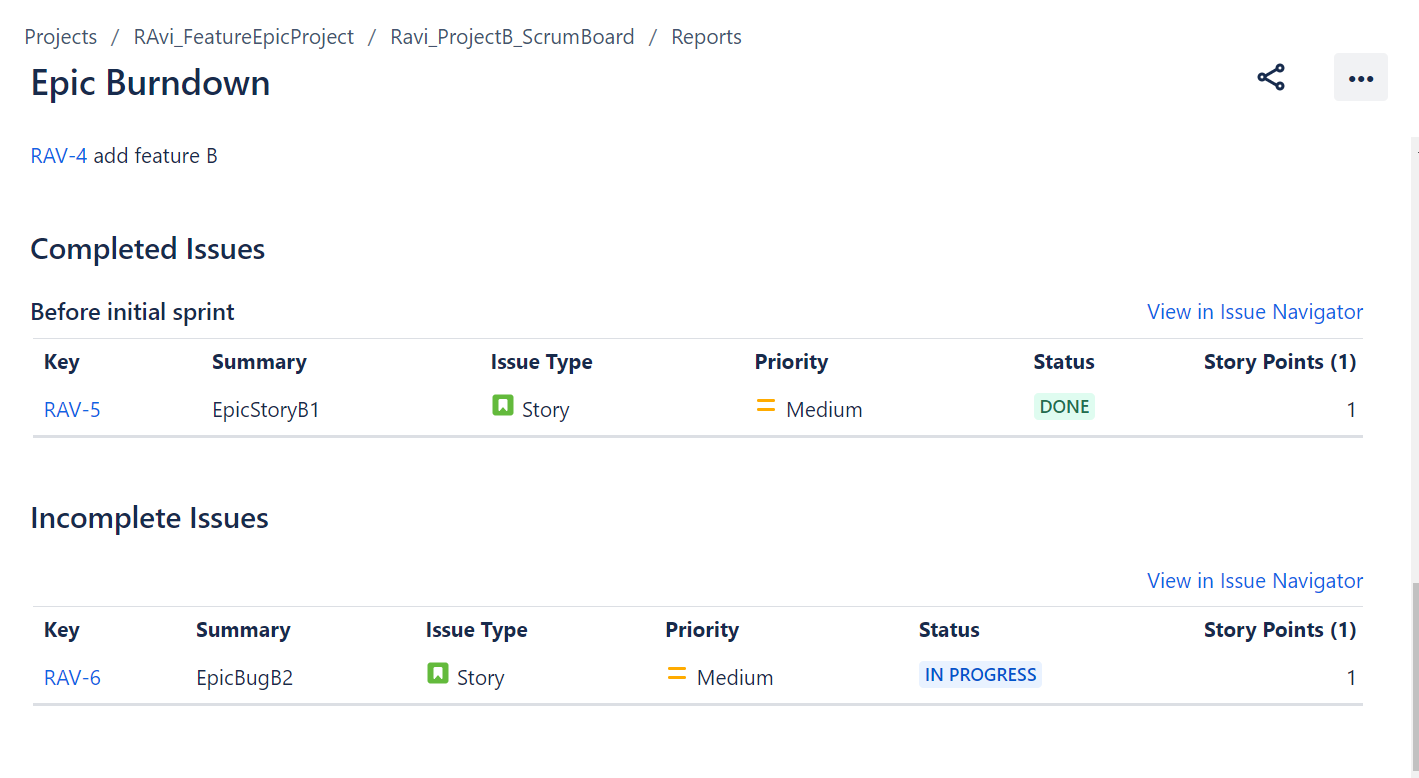 Projects / RAvi_FeatureEpicProject / Ravi_ProjectB_ScrumBoard / Reports
Epic Burndown
RAV-4 add feature B
Completed Issues
Before initial sprint View in Issue Navigator
Key Summary Issue Type Priority Status Story Points (1)
RAV-5 EpicStoryB1 Story Medium DONE 1
Incomplete Issues
View in Issue Navigator
Key Summary Issue Type Priority Status Story Points (1)
RAV-6 EpicBugB2 Story Medium IN PROGRESS 1